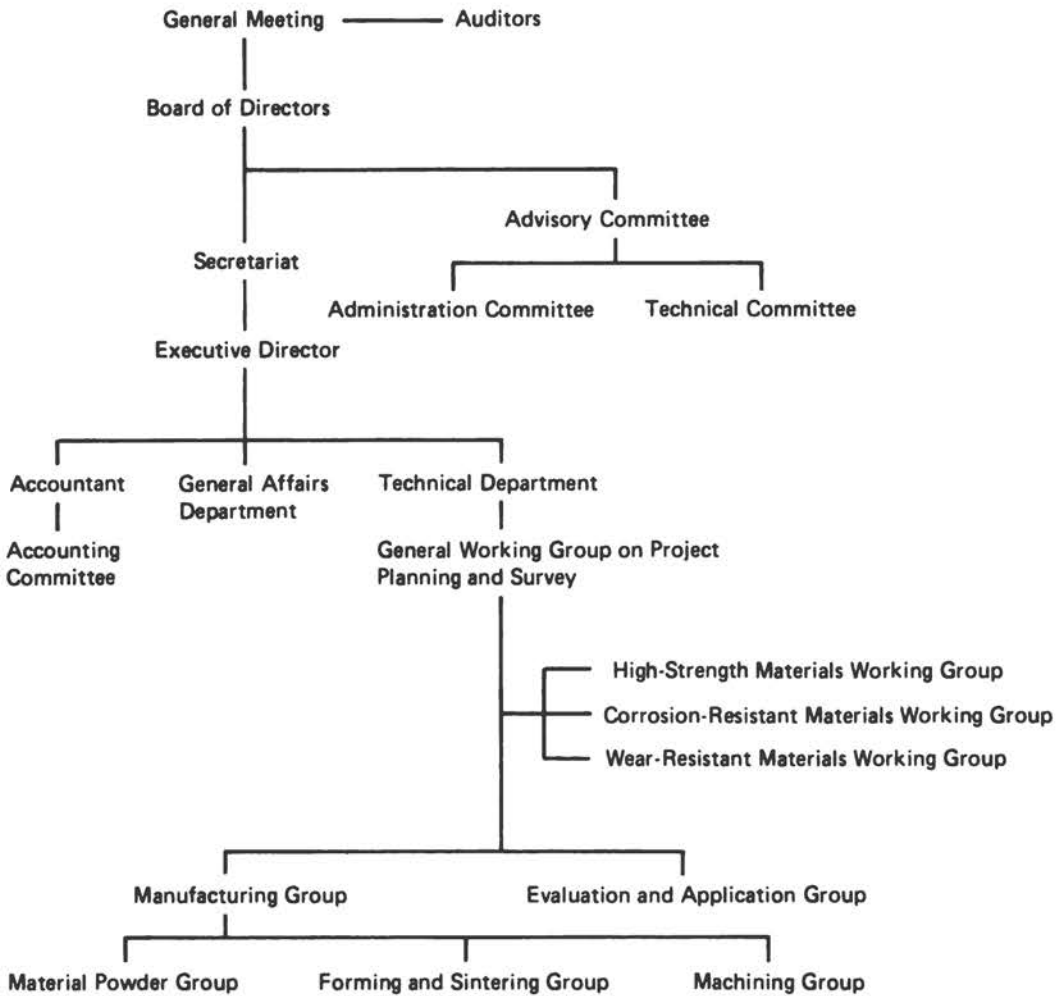 General Meeting
Auditors
Board of Directors
Advisory Committee
Secretariat
Administration Committee
Technical Committee
Executive Director
Accountant
General Affairs
Department
Technical Department
Accounting
Committee
General Working Group on Project
Planning and Survey
High-Strength Materials Working Group
Corrosion-Resistant Materials Working Group
Wear-Resistant Materials Working Group
Manufacturing Group
Evaluation and Application Group
Material Powder Group
Forming and Sintering Group
Machining Group